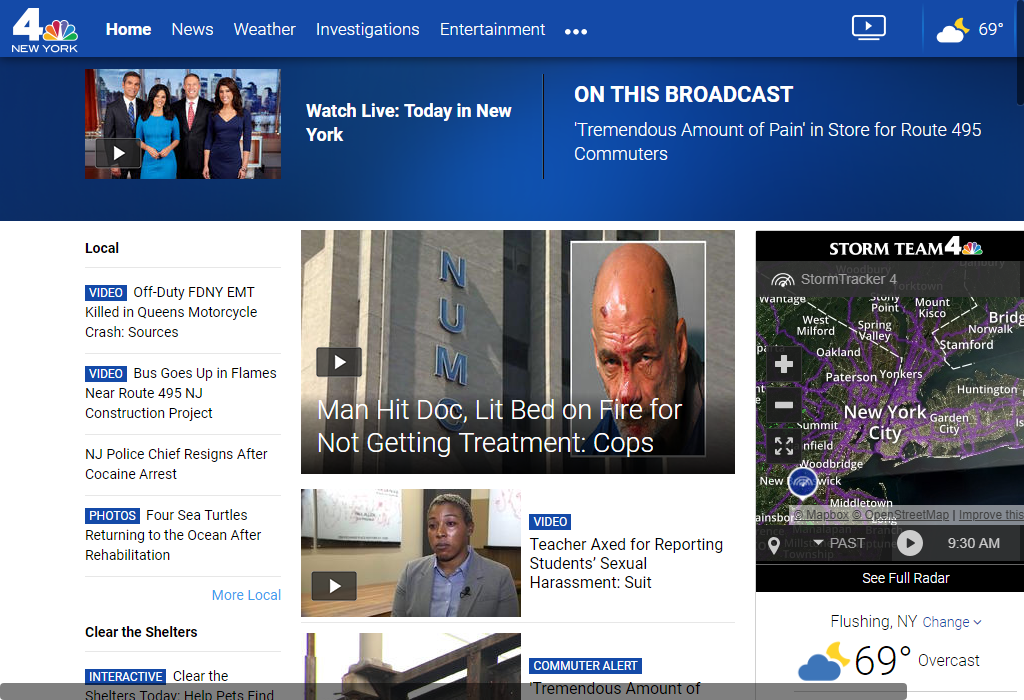 4
NEW YORK
Home News Weather Investigations Entertainment
69°
Watch Live: Today in New
York
ON THIS BROADCAST
'Tremendous Amount of Pain' in Store for Route 495
Commuters
Local
VIDEO Off-Duty FDNY EMT
Killed in Queens Motorcycle
Crash: Sources
VIDEO Bus Goes Up in Flames
Near Route 495 NJ
Construction Project
NJ Police Chief Resigns After
Cocaine Arrest
PHOTOS Four Sea Turtles
Returning to the Ocean After
Rehabilitation
More Local
Clear the Shelters
INTERACTIVE Clear the
Shelters Today: Help Pets Find
NUMC
Man Hit Doc, Lit Bed on Fire for
Not Getting Treatment: Cops
VIDEO
Teacher Axed for Reporting
Students' Sexual
Harassment: Suit
COMMUTER ALERT
'Tremendous Amount of
STORM TEAM 4
Woodbury
Danbury
StormTracker 4
Yorktown
Wantage
Stony
Point
Mount
Kisco
West
Milford
Spring
Valley
Bridg
Norwalk
Stamford
Oakland
Paterson Yonkers
Huntington
New York
City
Garden
City
Summit
nfield
Woodbridge
New
wick
Middletown
ainsbor
Long
© Mapbox © OpenStreetMap | Improve this
PAST
9:30 AM
Township
See Full Radar
Flushing, NY Change
69° Overcast